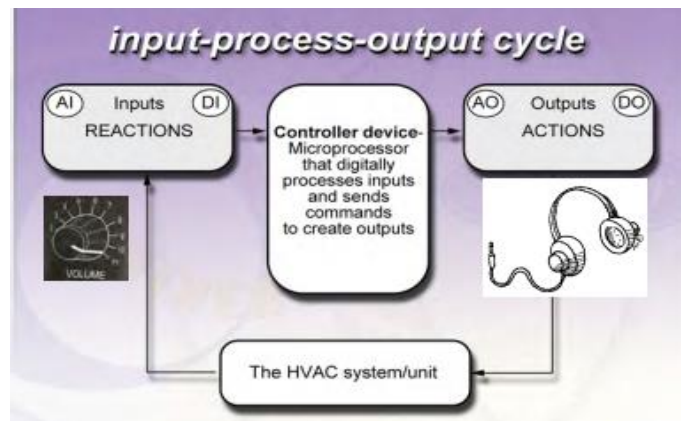 input-process-output cycle
AI Inputs DI
REACTIONS
Controller device-
Microprocessor
that digitally
processes inputs
and sends
commands
to create outputs
AO Outputs DO
ACTIONS
VOLUME
The HVAC system/unit